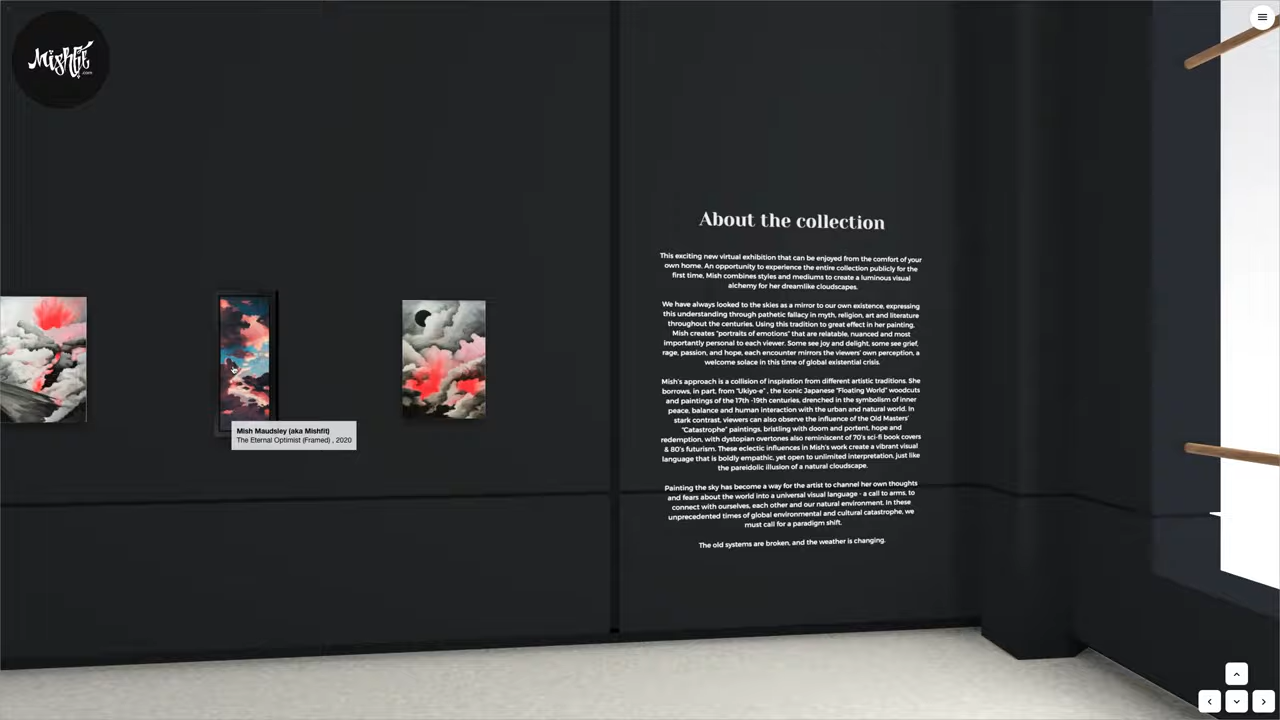 Mishfit
.com
About the collection
This exciting new virtual exhibition that can be enjoyed from the comfort of your
own home. An opportunity to experience the entire collection publicly for the
first time, Mish combines styles and mediums to create a luminous visual
alchemy for her dreamlike cloudscapes.
We have always looked to the skies as a mirror to our own existence, expressing
this understanding through pathetic fallacy in myth, religion, art and literature
throughout the centuries. Using this tradition to great effect in her painting,
Mish creates "portraits of emotions" that are relatable, nuanced and most
importantly personal to each viewer. Some see joy and delight, some see grief,
rage, passion, and hope, each encounter mirrors the viewers' own perception, a
welcome solace in this time of global existential crisis.
Mish's approach is a collision of inspiration from different artistic traditions. She
borrows, in part, from "Ukiyo-e" , the Iconic Japanese "Floating World" woodcuts
and paintings of the 17th -19th centuries, drenched in the symbolism of inner
peace, balance and human interaction with the urban and natural world. In
stark contrast, viewers can also observe the influence of the Old Masters'
"Catastrophe" paintings, bristling with doom and portent, hope and
redemption, with dystopian overtones also reminiscent of 70's sci-fi book covers
& 80's futurism. These eclectic influences in Mish's work create a vibrant visual
language that is boldly empathic, yet open to unlimited interpretation, just like
the pareidolic illusion of a natural cloudscape.
Painting the sky has become a way for the artist to channel her own thoughts
and fears about the world into a universal visual language - a call to arms, to
connect with ourselves, each other and our natural environment. In these
unprecedented times of global environmental and cultural catastrophe, we
must call for a paradigm shift.
The old systems are broken, and the weather is changing.
Mish Maudsley (aka Mishfit)
The Eternal Optimist (Framed) , 2020